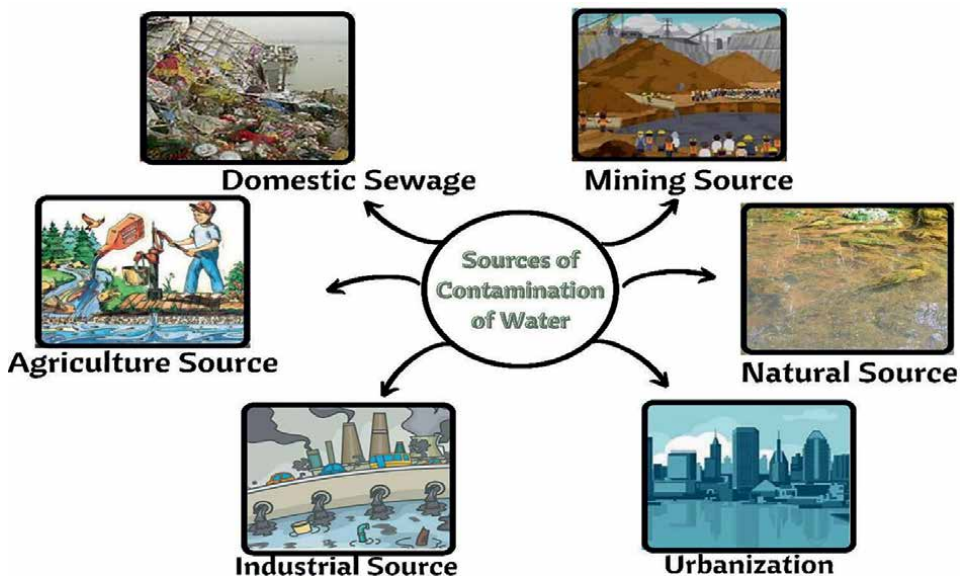 Domestic Sewage
Mining Source
Sources of
Contamination
of Water
Agriculture Source
Natural Source
Industrial Source
Urbanization